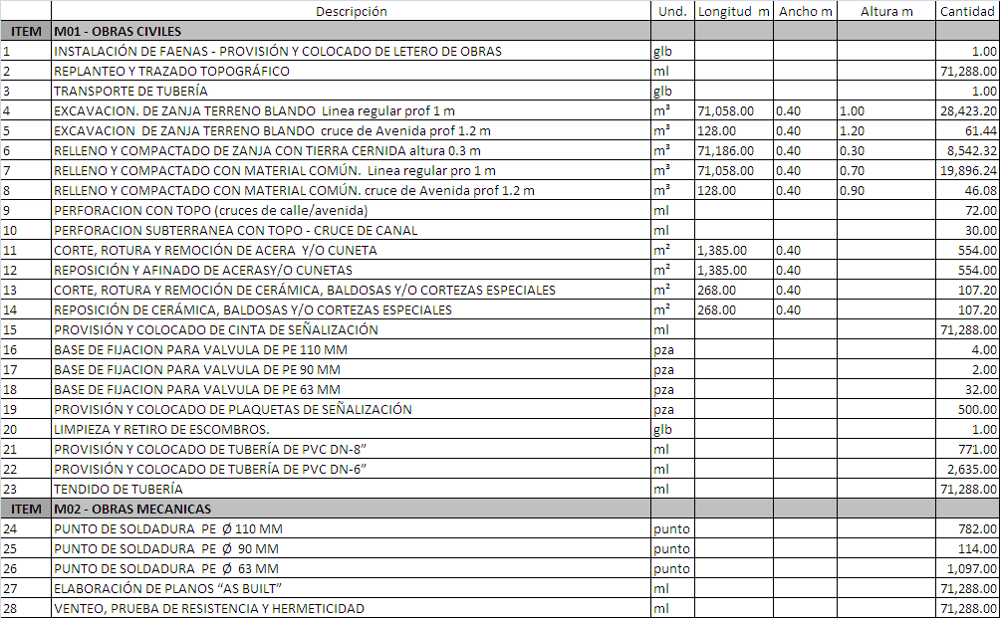 Descripción Und. Longitud m Ancho m Altura m Cantidad
ITEM M01 - OBRAS CIVILES
1 INSTALACIÓN DE FAENAS - PROVISIÓN Y COLOCADO DE LETERO DE OBRAS glb 1.00
2 REPLANTEO Y TRAZADO TOPOGRÁFICO ml 71,288.00
3 TRANSPORTE DE TUBERÍA glb 1.00
4 EXCAVACION. DE ZANJA TERRENO BLANDO Linea regular prof 1 m m³ 71,058.00 0.40 1.00 28,423.20
5 EXCAVACION DE ZANJA TERRENO BLANDO cruce de Avenida prof 1.2 m m³ 128.00 0.40 1.20 61.44
6 RELLENO Y COMPACTADO DE ZANJA CON TIERRA CERNIDA altura 0.3 m m³ 71,186.00 0.40 0.30 8,542.32
7 RELLENO Y COMPACTADO CON MATERIAL COMÚN. Linea regular pro 1 m m³ 71,058.00 0.40 0.70 19,896.24
8 RELLENO Y COMPACTADO CON MATERIAL COMÚN. cruce de Avenida prof 1.2 m m³ 128.00 0.40 0.90 46.08
9 PERFORACION CON TOPO (cruces de calle/avenida) ml 72.00
10 PERFORACION SUBTERRANEA CON TOPO - CRUCE DE CANAL ml 30.00
11 CORTE, ROTURA Y REMOCIÓN DE ACERA Y/O CUNETA m² 1,385.00 0.40 554.00
12 REPOSICIÓN Y AFINADO DE ACERASY/O CUNETAS m² 1,385.00 0.40 554.00
13 CORTE, ROTURA Y REMOCIÓN DE CERÁMICA, BALDOSAS Y/O CORTEZAS ESPECIALES m² 268.00 0.40 107.20
14 REPOSICIÓN DE CERÁMICA, BALDOSAS Y/O CORTEZAS ESPECIALES m² 268.00 0.40 107.20
15 PROVISIÓN Y COLOCADO DE CINTA DE SEÑALIZACIÓN ml 71,288.00
16 BASE DE FIJACION PARA VALVULA DE PE 110 MM pza 4.00
17 BASE DE FIJACION PARA VALVULA DE PE 90 MM pza 2.00
18 BASE DE FIJACION PARA VALVULA DE PE 63 MM pza 32.00
19 PROVISIÓN Y COLOCADO DE PLAQUETAS DE SEÑALIZACIÓN pza 500.00
20 LIMPIEZA Y RETIRO DE ESCOMBROS. glb 1.00
21 PROVISIÓN Y COLOCADO DE TUBERÍA DE PVC DN-8” ml 771.00
22 PROVISIÓN Y COLOCADO DE TUBERÍA DE PVC DN-6” ml 2,635.00
23 TENDIDO DE TUBERÍA ml 71,288.00
ITEM M02 - OBRAS MECANICAS
24 PUNTO DE SOLDADURA PE Ø 110 MM punto 782.00
25 PUNTO DE SOLDADURA PE Ø 90 MM punto 114.00
26 PUNTO DE SOLDADURA PE Ø 63 MM punto 1,097.00
27 ELABORACIÓN DE PLANOS “AS BUILT” ml 71,288.00
28 VENTEO, PRUEBA DE RESISTENCIA Y HERMETICIDAD ml 71,288.00